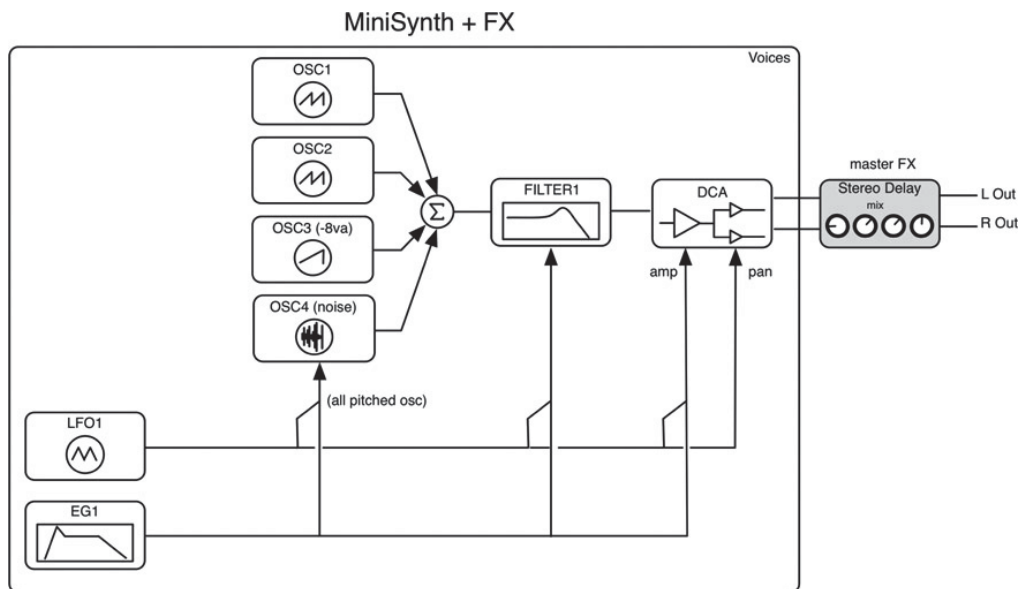 MiniSynth + FX
Voices
OSC1
OSC2
OSC3 (-8va)
OSC4 (noise)
Σ
FILTER1
DCA
amp
pan
master FX
Stereo Delay
mix
L Out
R Out
(all pitched osc)
LFO1
EG1